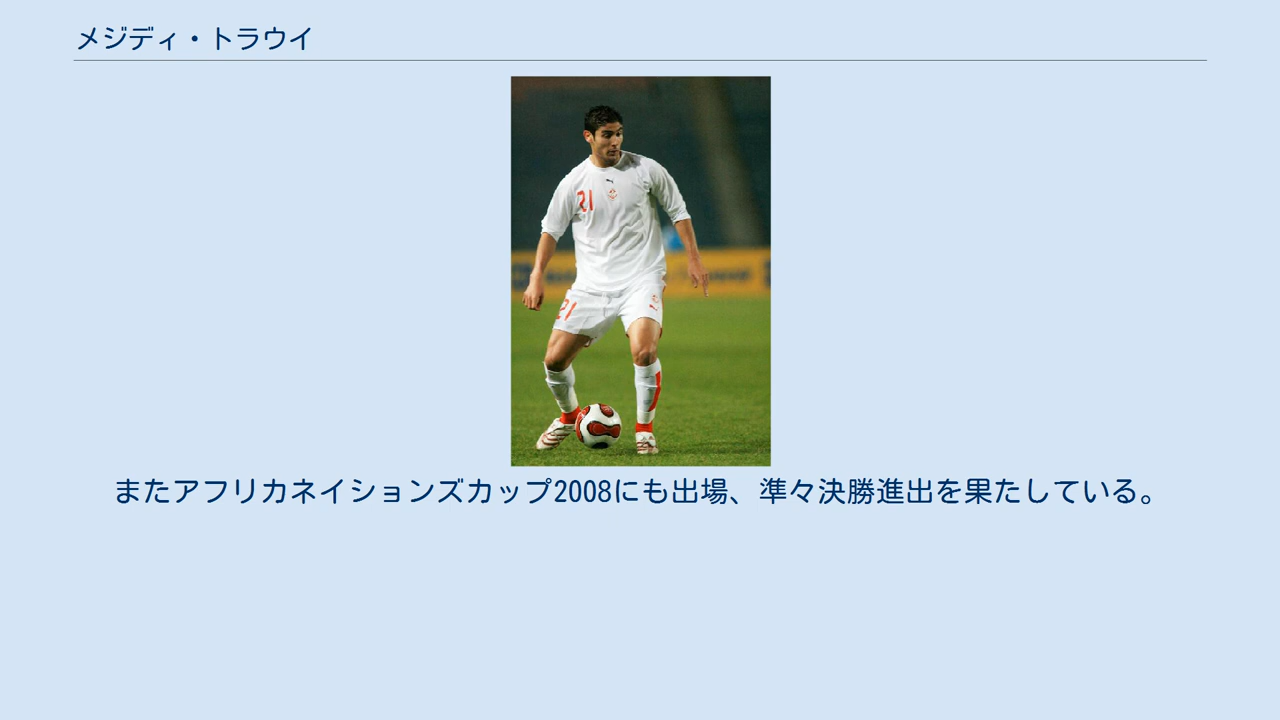 メジディ・トラウイ
21
21
またアフリカネイションズカップ2008にも出場、準々決勝進出を果たしている。